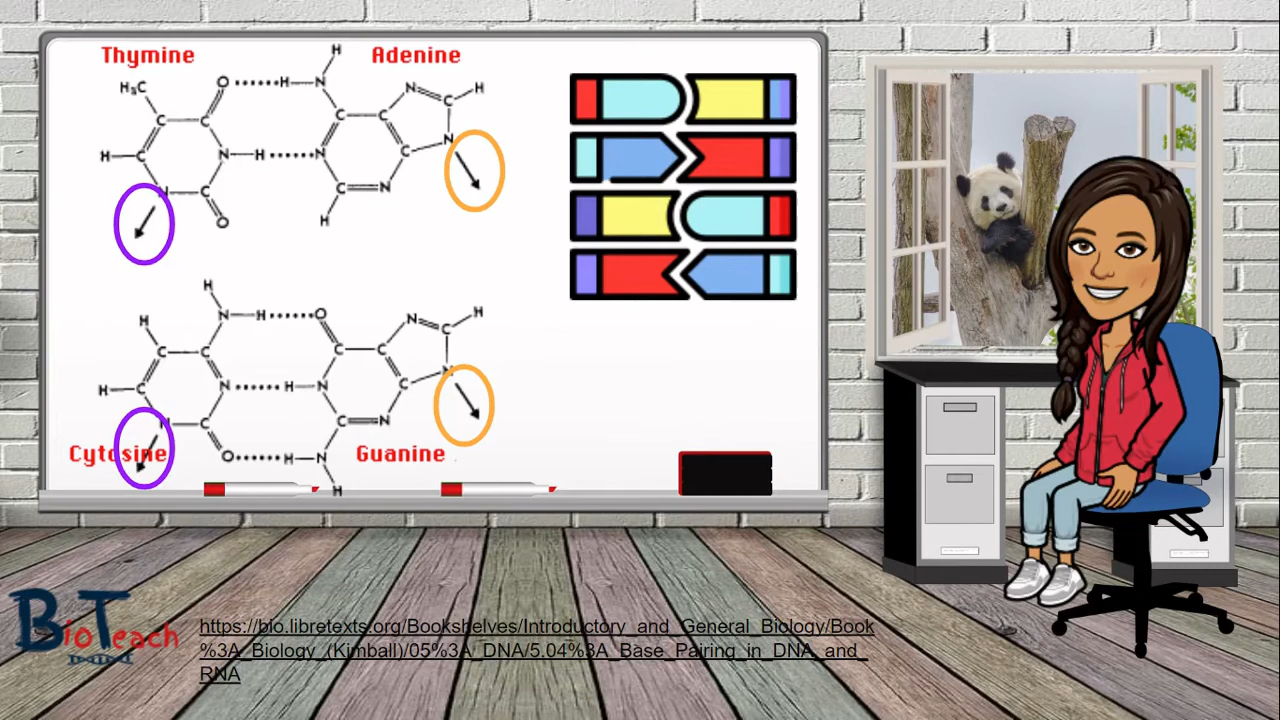 Thymine
Adenine
H₃C
C
C
N
C
C
H
O
O
H
H
N
H
N
C
C
N
C
H
N
C
C
N
H
H
H
N
H
O
N
C
H
C
C
H
C
N
H
N
C
C
N
C
H
N
C
C
N
N
C
O
H
N
H
Cytosine
Guanine
BioTeach
https://bio.libretexts.org/Bookshelves/Introductory_and_General_Biology/Book
%3A_Biology_(Kimball)/05%3A_DNA/5.04%3A_Base_Pairing_in_DNA_and_
RNA